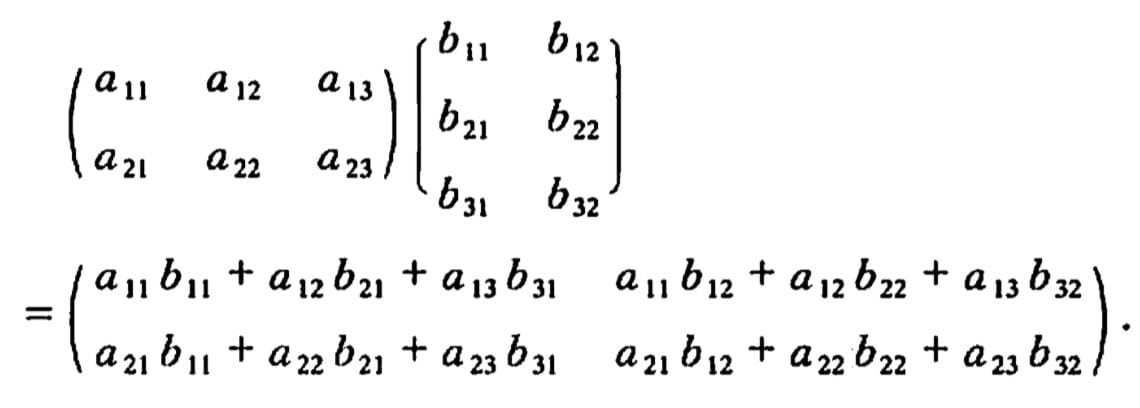 \begin{pmatrix} a_{11} & a_{12} & a_{13} \\ a_{21} & a_{22} & a_{23} \end{pmatrix} \begin{pmatrix} b_{11} & b_{12} \\ b_{21} & b_{22} \\ b_{31} & b_{32} \end{pmatrix}
= \begin{pmatrix} a_{11}b_{11} + a_{12}b_{21} + a_{13}b_{31} & a_{11}b_{12} + a_{12}b_{22} + a_{13}b_{32} \\ a_{21}b_{11} + a_{22}b_{21} + a_{23}b_{31} & a_{21}b_{12} + a_{22}b_{22} + a_{23}b_{32} \end{pmatrix}.